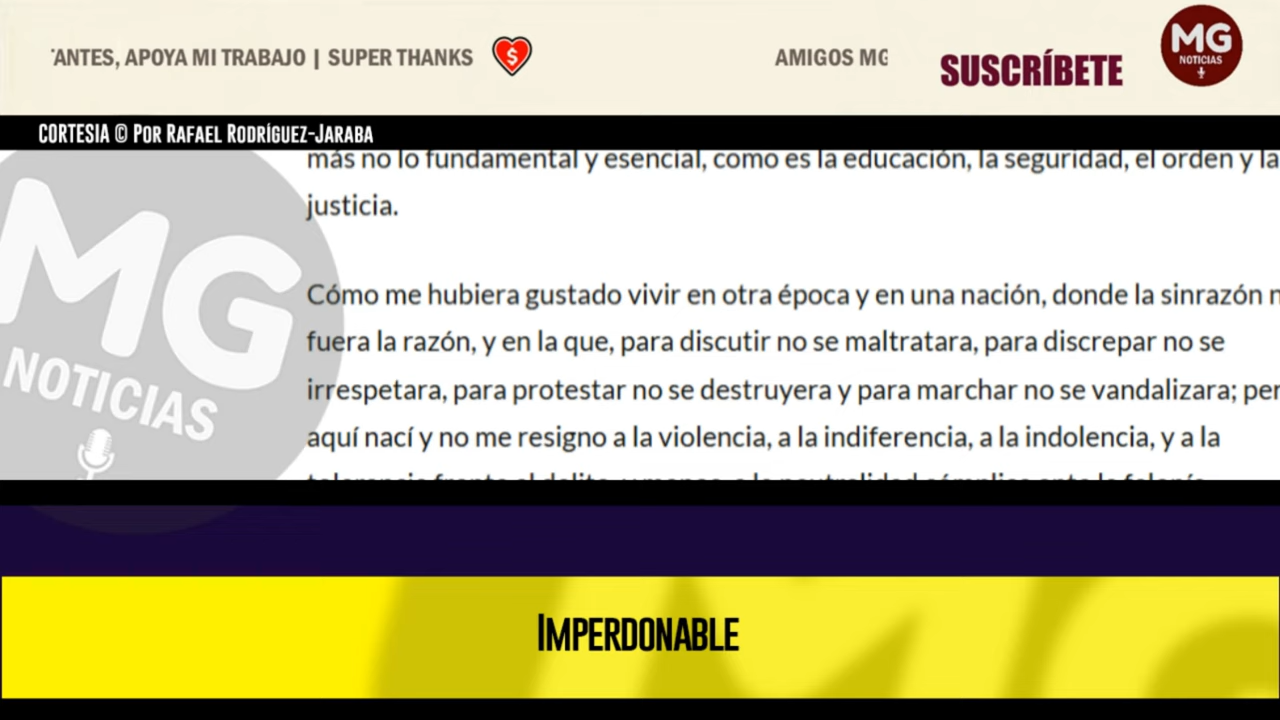 'ANTES, APOYA MI TRABAJO | SUPER THANKS
$
AMIGOS MG
SUSCRÍBETE
MG
NOTICIAS
CORTESIA © POR RAFAEL RODRÍGUEZ-JARABA
más no lo fundamental y esencial, como es la educación, la seguridad, el orden y la
justicia.
Cómo me hubiera gustado vivir en otra época y en una nación, donde la sinrazón
fuera la razón, y en la que, para discutir no se maltratara, para discrepar no se
irrespetara, para protestar no se destruyera y para marchar no se vandalizara;
aquí nací y no me resigno a la violencia, a la indiferencia, a la indolencia, y a la
MG
NOTICIAS
IMPERDONABLE